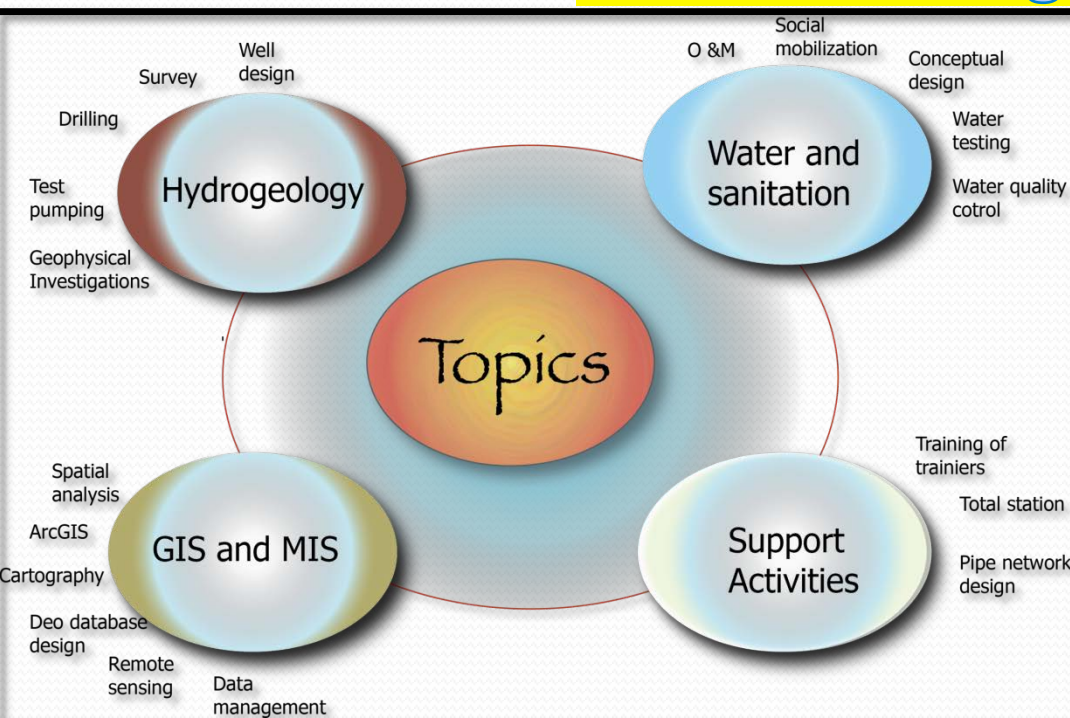 Well
design
Survey
Drilling
Test
pumping
Geophysical
Investigations
Hydrogeology
O &M
Social
mobilization
Conceptual
design
Water
testing
Water quality
cotrol
Water and
sanitation
Topics
Spatial
analysis
ArcGIS
Cartography
Deo database
design
Remote
sensing
Data
management
GIS and MIS
Training of
trainiers
Total station
Pipe network
design
Support
Activities